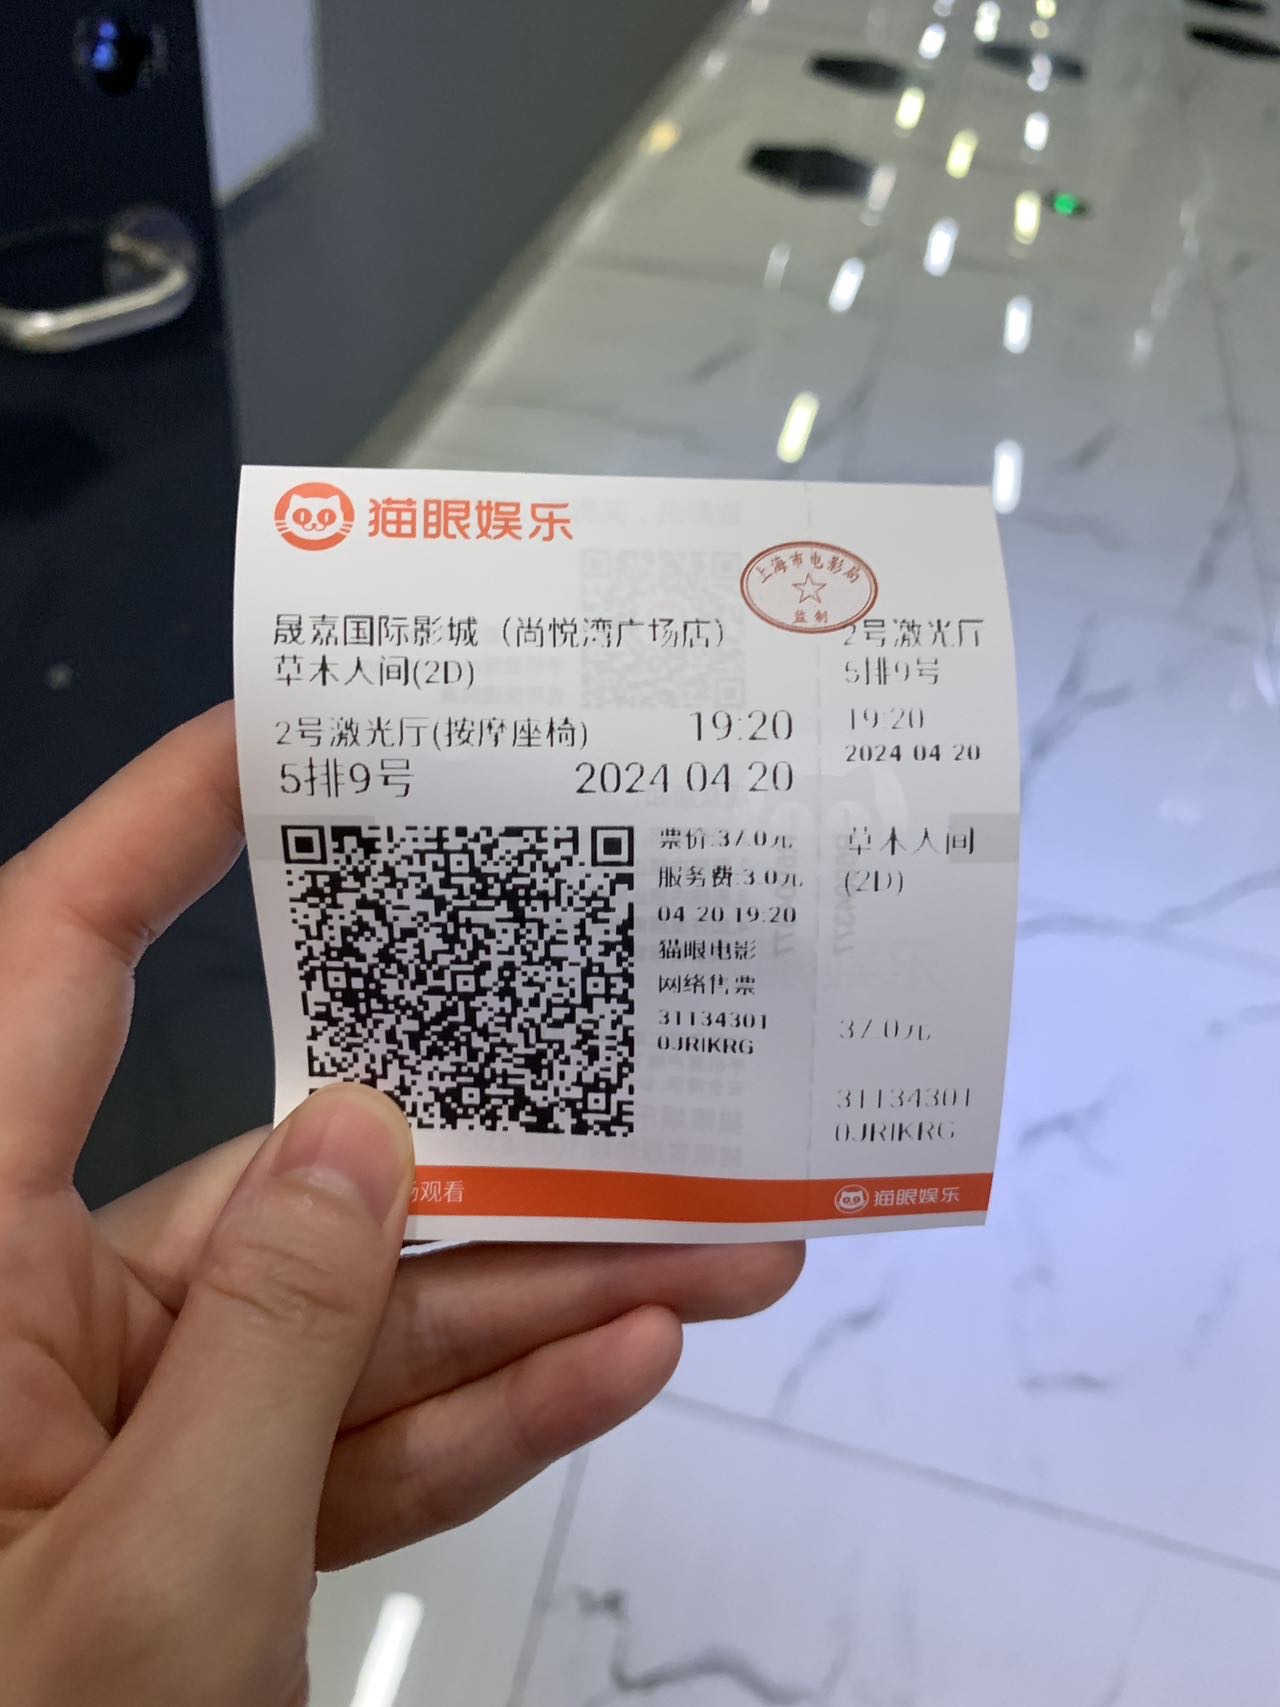 猫眼娱乐
上海市电影局
监制
晟嘉国际影城（尚悦湾广场店）
草木人间(2D)
2号激光厅(按摩座椅) 19:20
5排9号 2024 04 20
票价:37.0元
服务费:3.0元
04 20 19:20
猫眼电影
网络售票
31134301
0JRIKRG
2号激光厅
5排9号
19:20
2024 04 20
草木人间
(2D)
37.0元
31134301
0JRIKRG
观看
猫眼娱乐